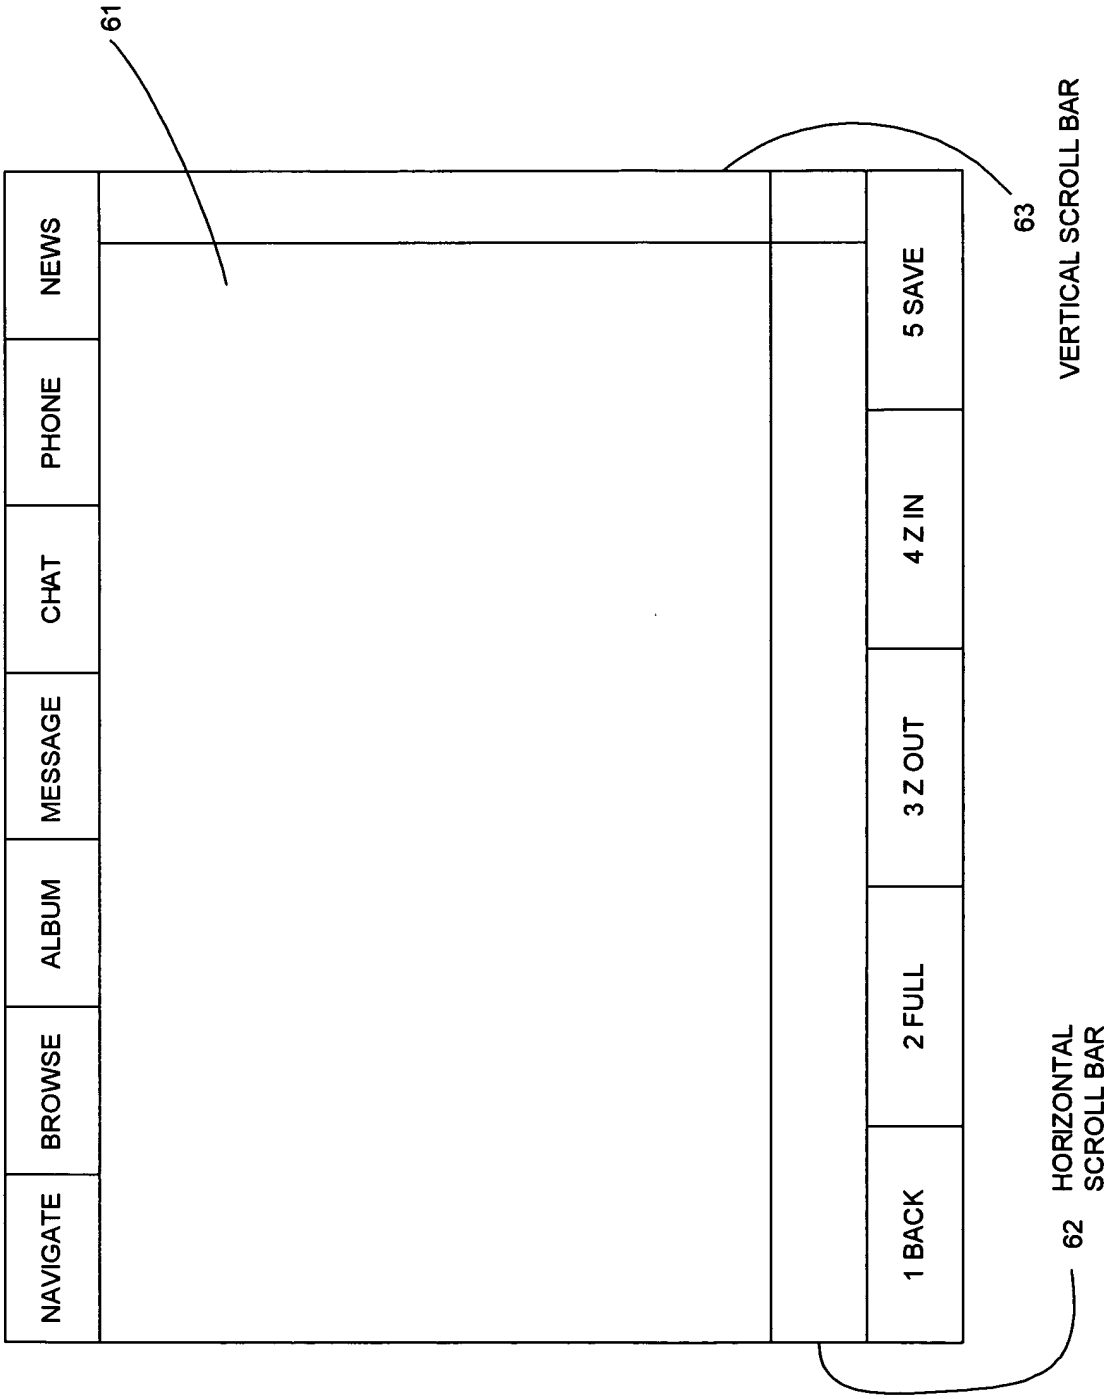 61
NAVIGATE
BROWSE
ALBUM
MESSAGE
CHAT
PHONE
NEWS
1 BACK
2 FULL
3 Z OUT
4 Z IN
5 SAVE
62
HORIZONTAL
SCROLL BAR
63
VERTICAL SCROLL BAR